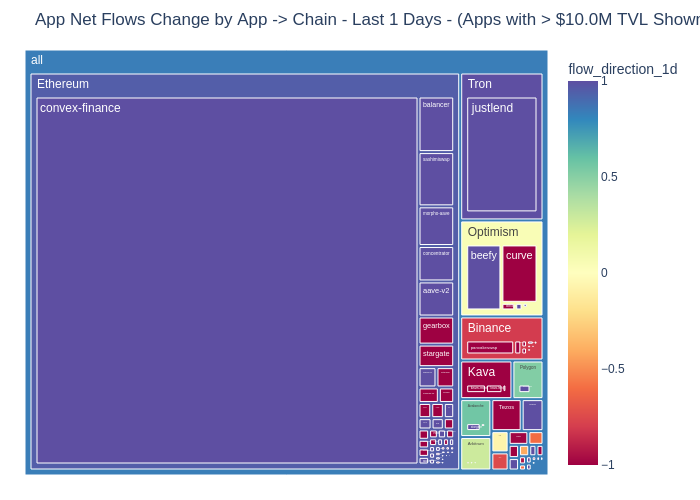 App Net Flows Change by App -> Chain - Last 1 Days - (Apps with > $10.0M TVL Shown
all
Ethereum
convex-finance
balancer
sushiswap
morpho-aave
concentrator
aave-v2
gearbox
stargate
Tron
justlend
Optimism
beefy
curve
Binance
pancakeswap
Kava
Polygon
Tezos
flow_direction_1d
1
0.5
0
−0.5
−1